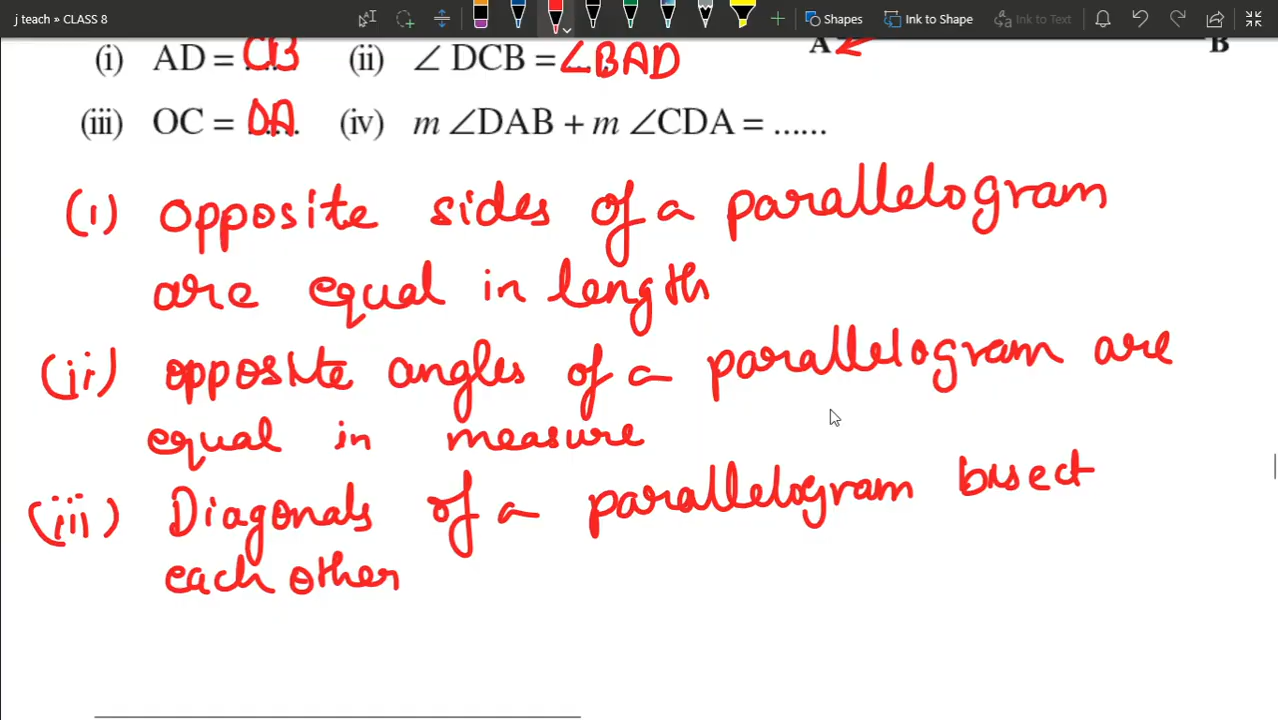 j teach » CLASS 8
Shapes
Ink to Shape
Ink to Text
A
B
(i) AD = CB (ii) ∠ DCB = ∠BAD
(iii) OC = OA (iv) m ∠DAB + m ∠CDA = ......
(i) opposite sides of a parallelogram
are equal in length
(ii) opposite angles of a parallelogram are
equal in measure
(iii) Diagonals of a parallelogram bisect
each other